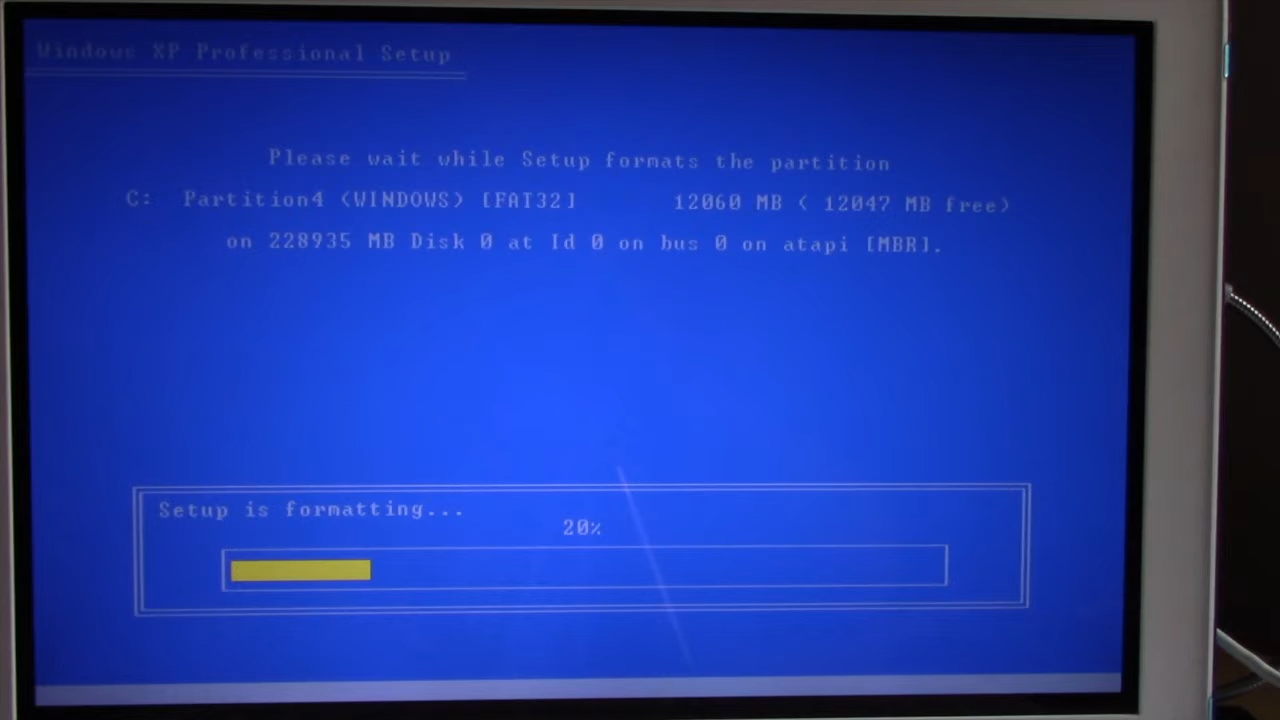 Windows XP Professional Setup
Please wait while Setup formats the partition
C: Partition4 (WINDOWS) [FAT32] 12060 MB ( 12047 MB free)
on 228935 MB Disk 0 at Id 0 on bus 0 on atapi [MBR].
Setup is formatting...
20%